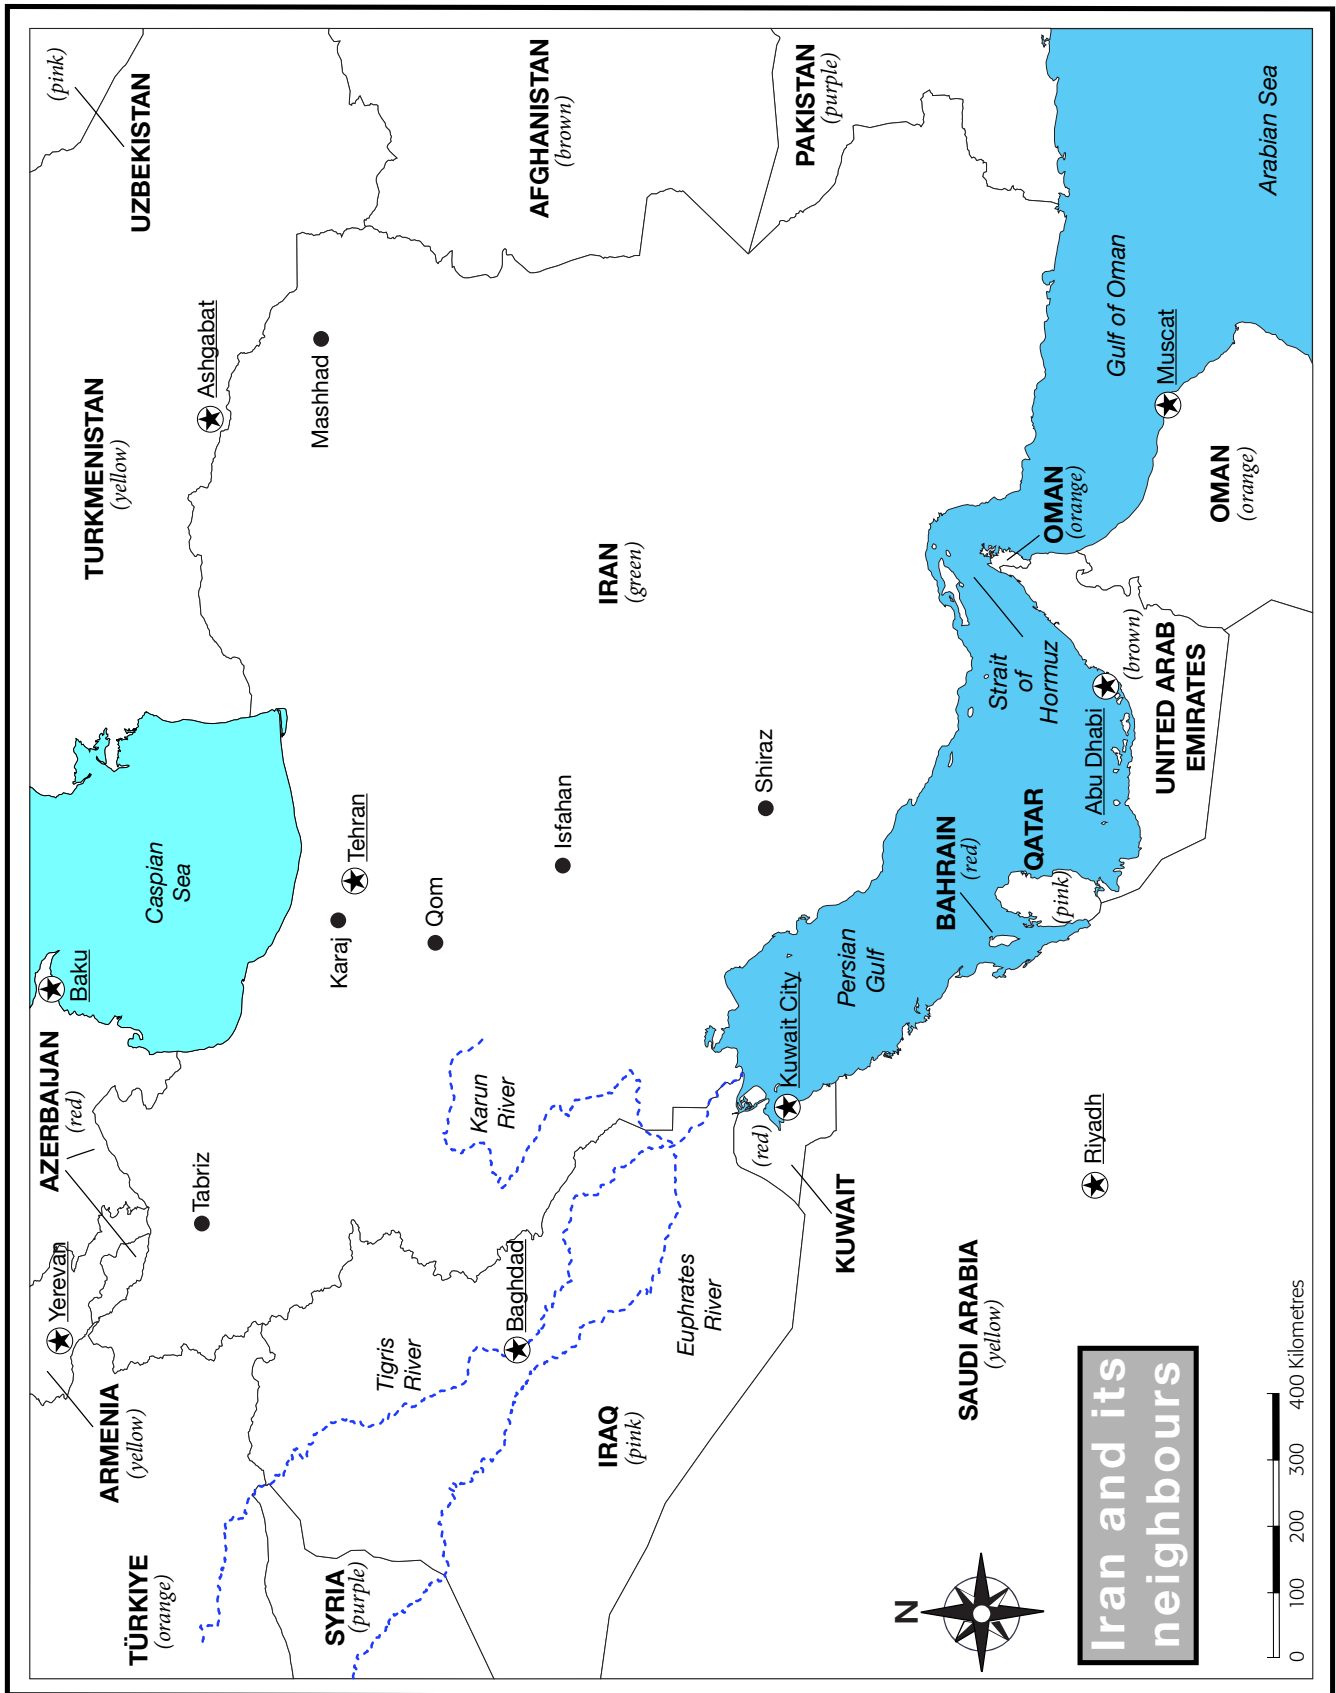 UZBEKISTAN
(pink)
TURKMENISTAN
(yellow)
Ashgabat
Mashhad
AFGHANISTAN
(brown)
PAKISTAN
(purple)
Arabian Sea
Gulf of Oman
Muscat
OMAN
(orange)
OMAN
(orange)
IRAN
(green)
Strait
of
Hormuz
(brown)
UNITED ARAB
EMIRATES
Abu Dhabi
QATAR
(pink)
BAHRAIN
(red)
Persian
Gulf
Kuwait City
(red)
KUWAIT
Shiraz
Isfahan
Qom
Tehran
Karaj
Caspian
Sea
Baku
AZERBAIJAN
(red)
Tabriz
Yerevan
ARMENIA
(yellow)
TÜRKIYE
(orange)
SYRIA
(purple)
Tigris
River
Baghdad
Karun
River
Euphrates
River
IRAQ
(pink)
SAUDI ARABIA
(yellow)
Riyadh
N
Iran and its
neighbours
0 100 200 300 400 Kilometres